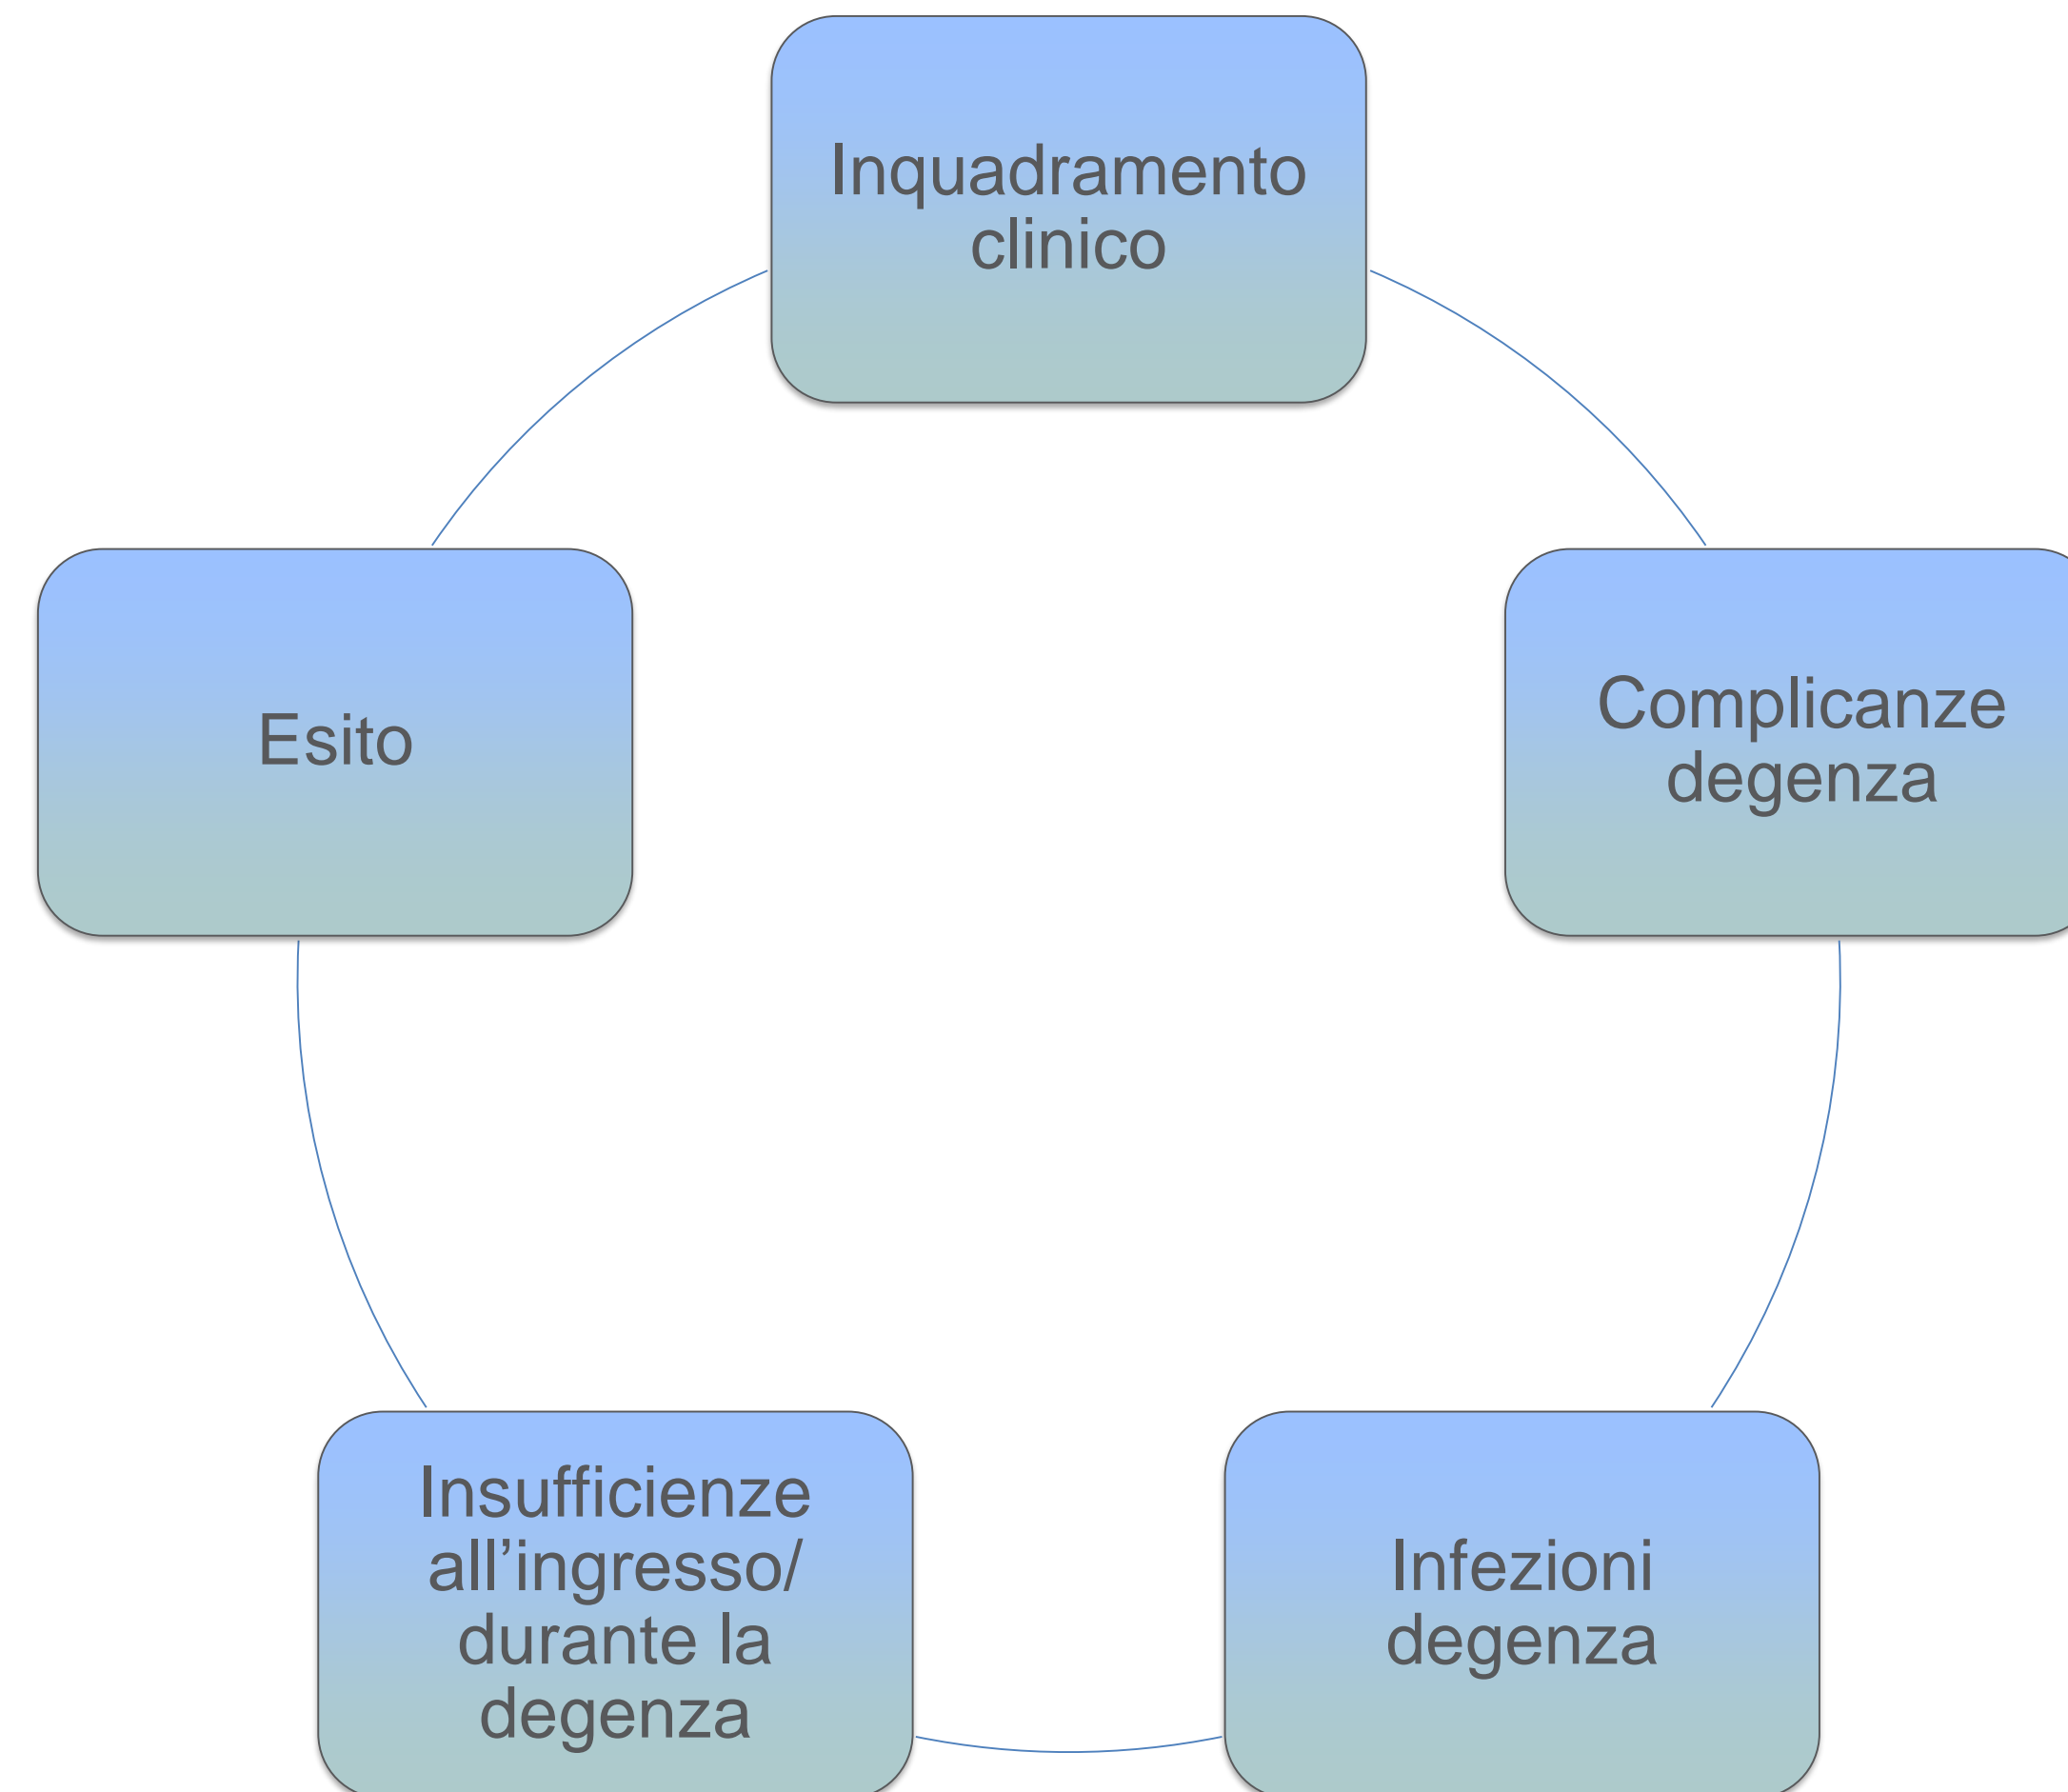 Inquadramento
clinico
Esito
Complicanze
degenza
Insufficienze
all'ingresso/
durante la
degenza
Infezioni
degenza